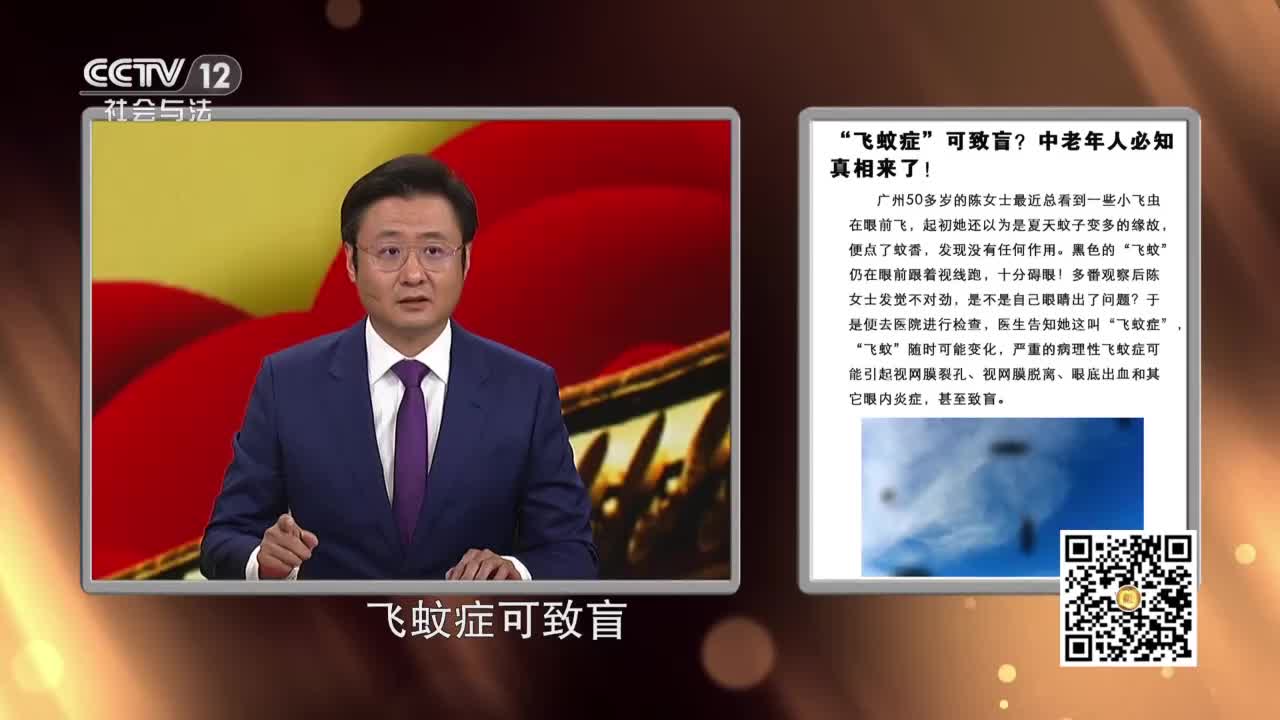 CCTV 12
社会与法
“飞蚊症”可致盲？中老年人必知
真相来了！
广州50多岁的陈女士最近总看到一些小飞虫
在眼前飞，起初她还以为是夏天蚊子变多的缘故，
便点了蚊香，发现没有任何作用。黑色的“飞蚊”
仍在眼前跟着视线跑，十分碍眼！多番观察后陈
女士发觉不对劲，是不是自己眼睛出了问题？于
是便去医院进行检查，医生告知她这叫“飞蚊症”，
“飞蚊”随时可能变化，严重的病理性飞蚊症可
能引起视网膜裂孔、视网膜脱离、眼底出血和其
它眼内炎症，甚至致盲。
飞蚊症可致盲